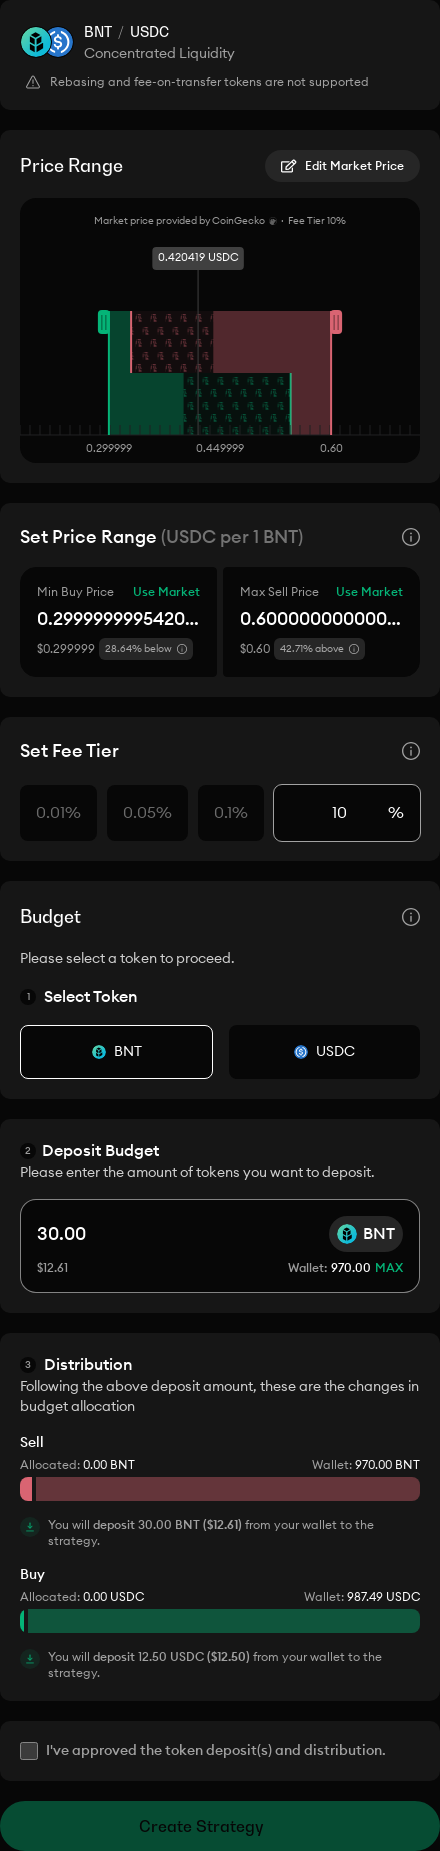 BNT / USDC
Concentrated Liquidity
Rebasing and fee-on-transfer tokens are not supported
Price Range
Edit Market Price
Market price provided by CoinGecko · Fee Tier 10%
0.420419 USDC
0.299999 0.449999 0.60
Set Price Range (USDC per 1 BNT)
Min Buy Price Use Market
0.2999999995420...
$0.299999 28.64% below
Max Sell Price Use Market
0.600000000000...
$0.60 42.71% above
Set Fee Tier
0.01% 0.05% 0.1% 10 %
Budget
Please select a token to proceed.
1 Select Token
BNT USDC
2 Deposit Budget
Please enter the amount of tokens you want to deposit.
30.00 BNT
$12.61 Wallet: 970.00 MAX
3 Distribution
Following the above deposit amount, these are the changes in
budget allocation
Sell
Allocated: 0.00 BNT Wallet: 970.00 BNT
You will deposit 30.00 BNT ($12.61) from your wallet to the
strategy.
Buy
Allocated: 0.00 USDC Wallet: 987.49 USDC
You will deposit 12.50 USDC ($12.50) from your wallet to the
strategy.
I've approved the token deposit(s) and distribution.
Create Strategy